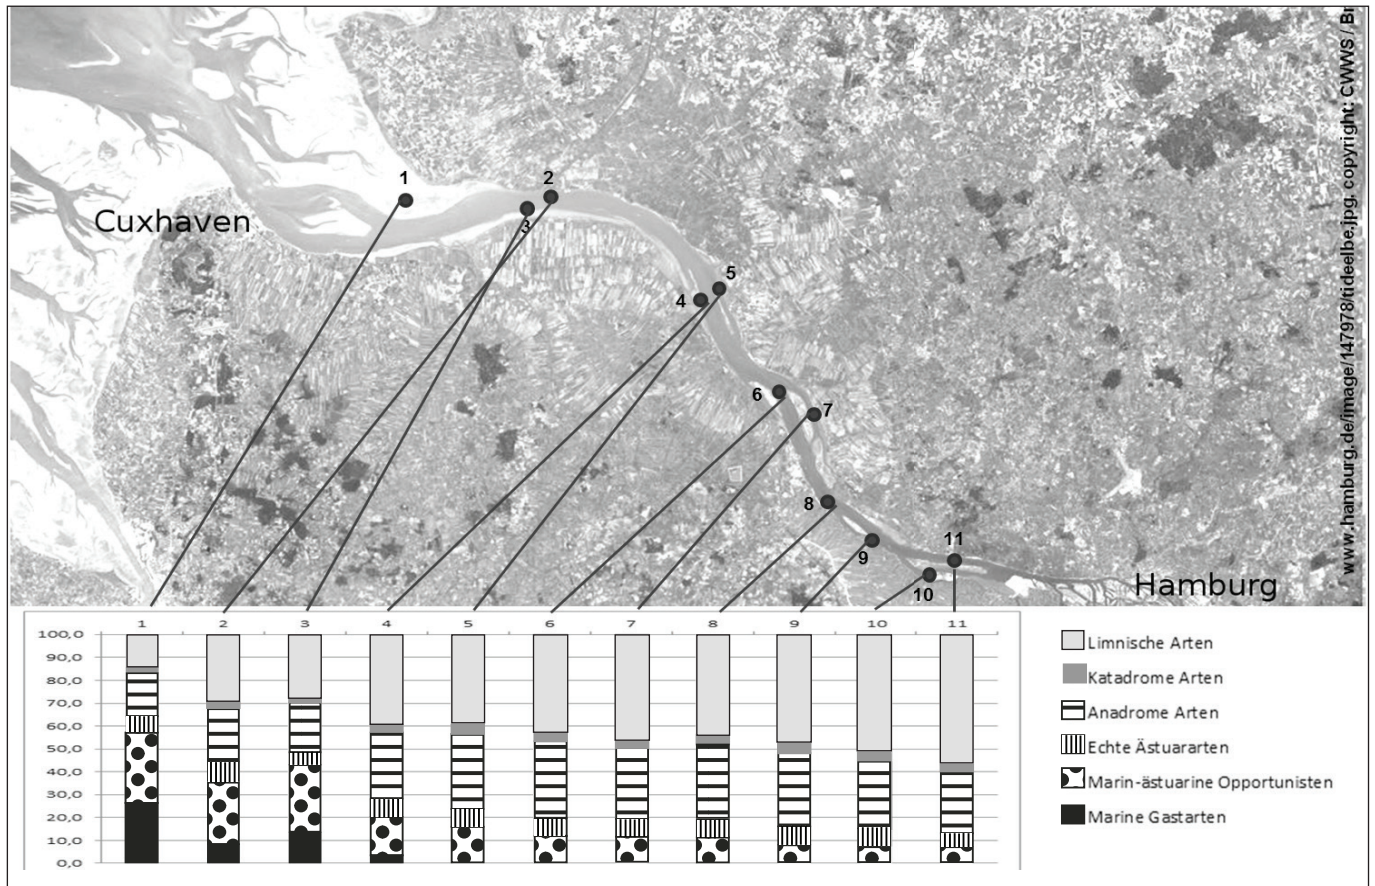 1
2
3
Cuxhaven
5
4
6
7
8
9
11
10
Hamburg
www.hamburg.de/image/147978/tideelbe.jpg, copyright: CWWS / Br
1 2 3 4 5 6 7 8 9 10 11
100,0
90,0
80,0
70,0
60,0
50,0
40,0
30,0
20,0
10,0
0,0
Limnische Arten
Katadrome Arten
Anadrome Arten
Echte Ästuararten
Marin-ästuarine Opportunisten
Marine Gastarten